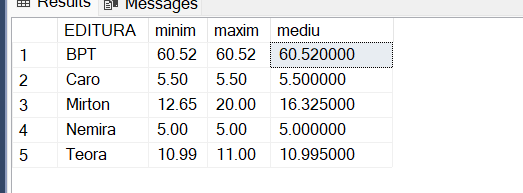 Results Messages
EDITURA minim maxim mediu
1 BPT 60.52 60.52 60.520000
2 Caro 5.50 5.50 5.500000
3 Mirton 12.65 20.00 16.325000
4 Nemira 5.00 5.00 5.000000
5 Teora 10.99 11.00 10.995000